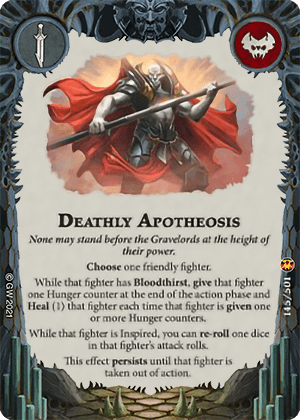 DEATHLY APOTHEOSIS
None may stand before the Gravelords at the height of
their power.
Choose one friendly fighter.
While that fighter has Bloodthirst, give that fighter
one Hunger counter at the end of the action phase and
Heal (1) that fighter each time that fighter is given one
or more Hunger counters.
While that fighter is Inspired, you can re-roll one dice
in that fighter's attack rolls.
This effect persists until that fighter is
taken out of action.
© GW 2021
145/501